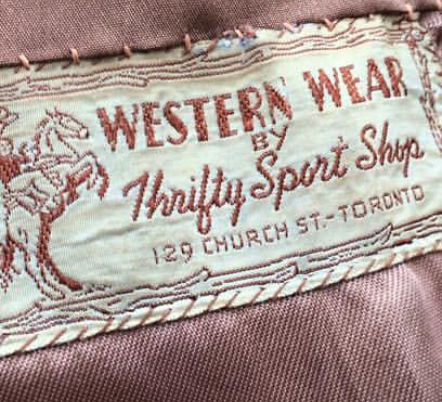 WESTERN WEAR
BY
Thrifty Sport Shop
129 CHURCH ST.-TORONTO